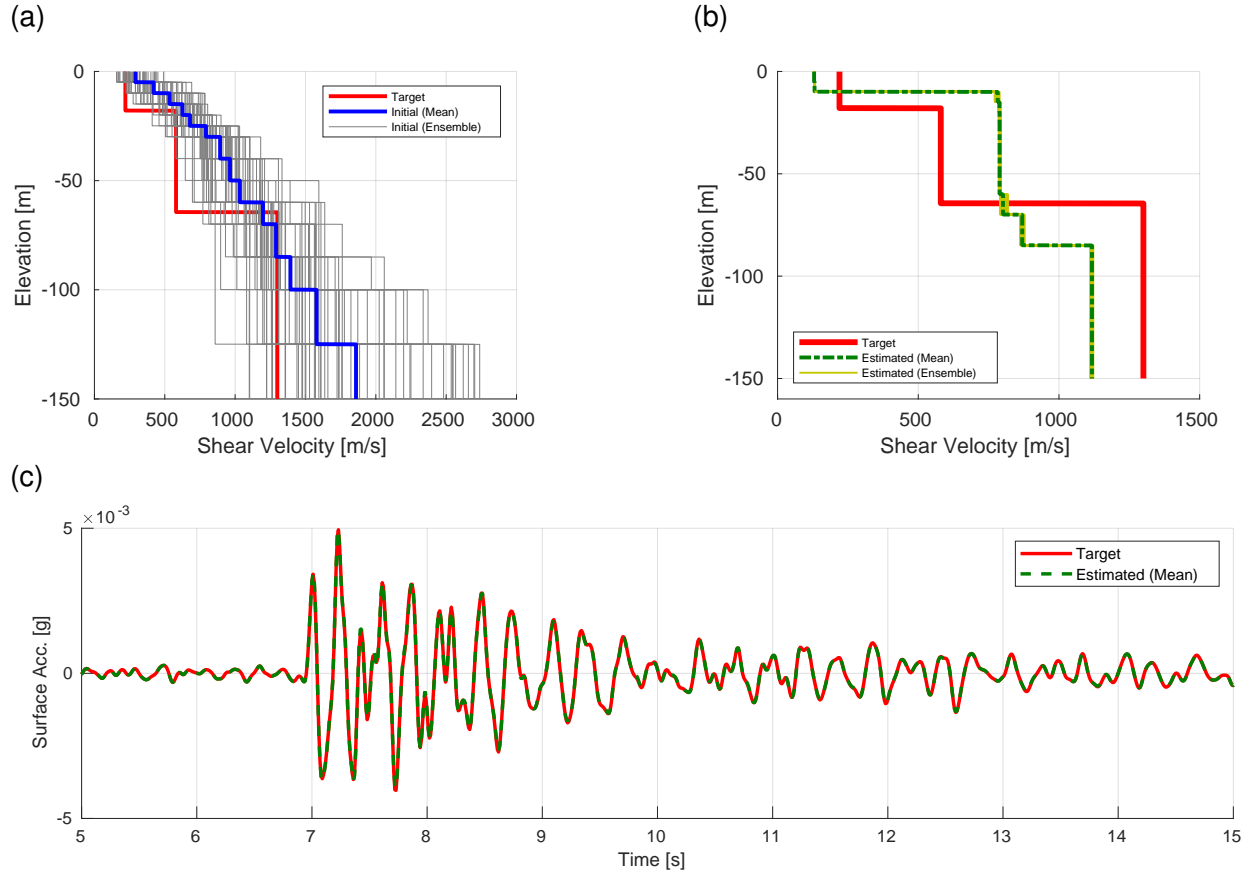 (a)
0
-50
-100
-150
Elevation [m]
0 500 1000 1500 2000 2500 3000
Shear Velocity [m/s]
Target
Initial (Mean)
Initial (Ensemble)
(b)
0
-50
-100
-150
Elevation [m]
0 500 1000 1500
Shear Velocity [m/s]
Target
Estimated (Mean)
Estimated (Ensemble)
(c)
× 10⁻³
5
0
-5
Surface Acc. [g]
5 6 7 8 9 10 11 12 13 14 15
Time [s]
Target
Estimated (Mean)